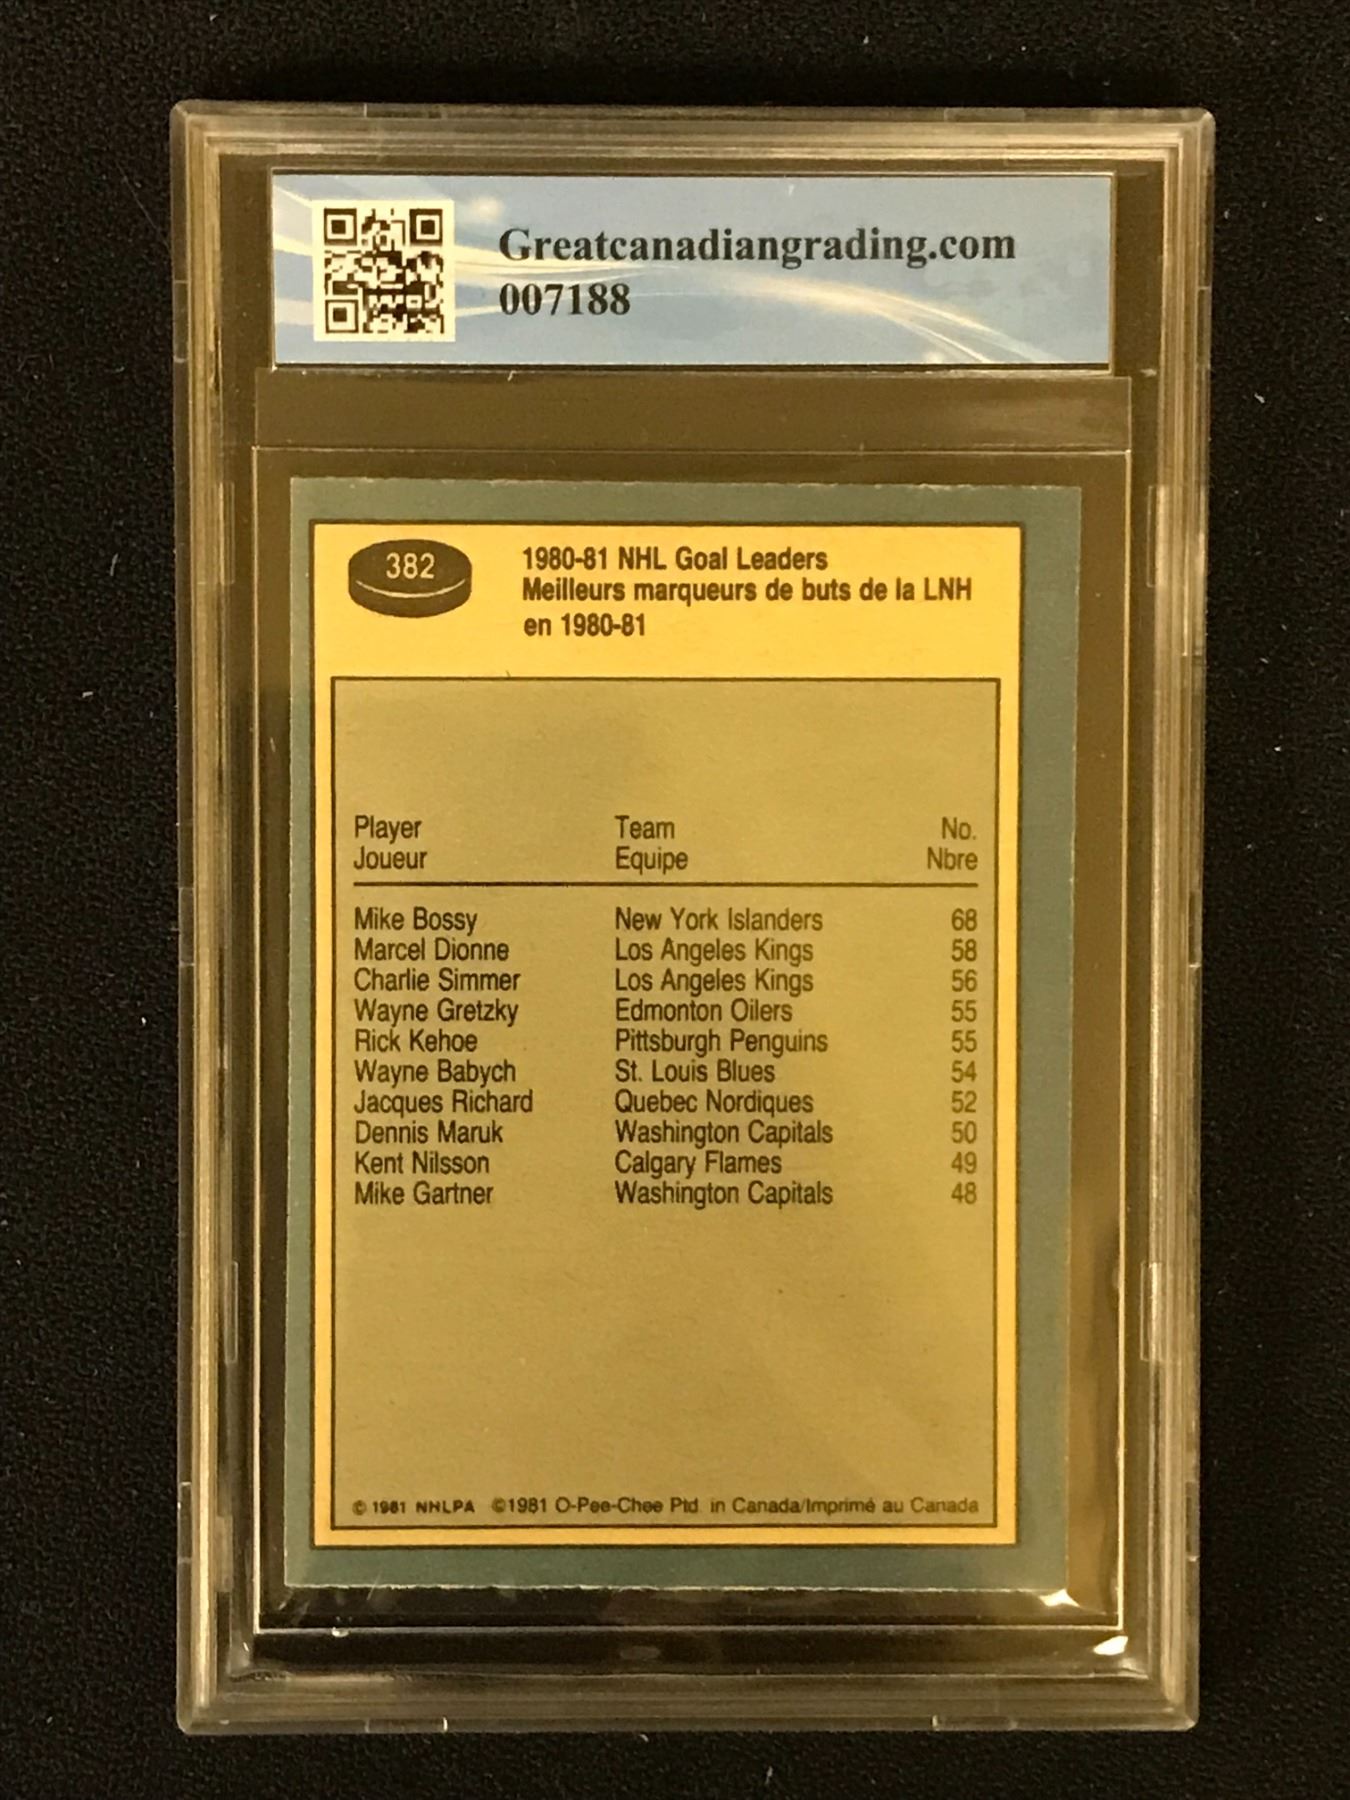 Greatcanadiangrading.com
007188
382
1980-81 NHL Goal Leaders
Meilleurs marqueurs de buts de la LNH
en 1980-81
Player Team No.
Joueur Equipe Nbre
Mike Bossy New York Islanders 68
Marcel Dionne Los Angeles Kings 58
Charlie Simmer Los Angeles Kings 56
Wayne Gretzky Edmonton Oilers 55
Rick Kehoe Pittsburgh Penguins 55
Wayne Babych St. Louis Blues 54
Jacques Richard Quebec Nordiques 52
Dennis Maruk Washington Capitals 50
Kent Nilsson Calgary Flames 49
Mike Gartner Washington Capitals 48
© 1981 NHLPA ©1981 O-Pee-Chee Ptd. in Canada/Imprimé au Canada